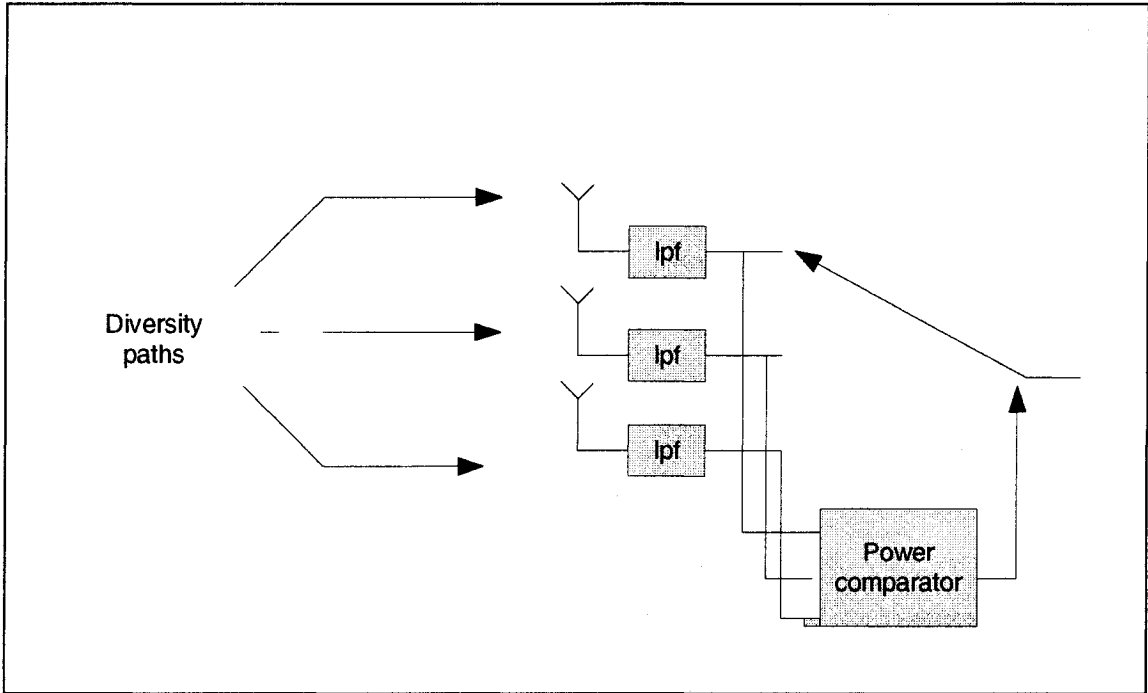 lpf
Diversity
paths
lpf
lpf
Power
comparator